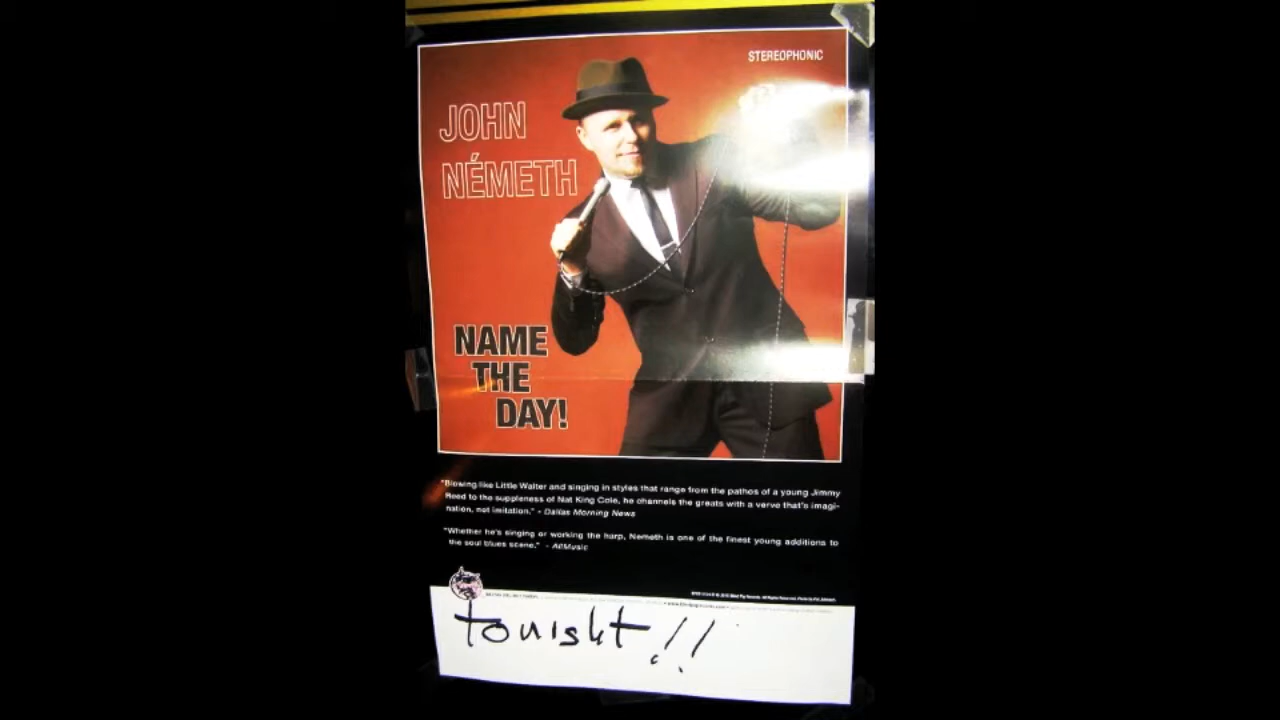 STEREOPHONIC
JOHN
NÉMETH
NAME
THE
DAY!
"Blowing like Little Walter and singing in styles that range from the pathos of a young Jimmy
Reed to the suppleness of Nat King Cole, he channels the greats with a verve that's imagi-
nation, not imitation." - Dallas Morning News
"Whether he's singing or working the harp, Nemeth is one of the finest young additions to
the soul blues scene." - AllMusic
tonight!!